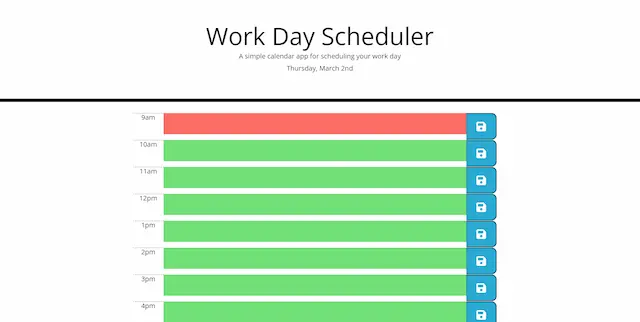 Work Day Scheduler
A simple calendar app for scheduling your work day
Thursday, March 2nd
9am
10am
11am
12pm
1pm
2pm
3pm
4pm